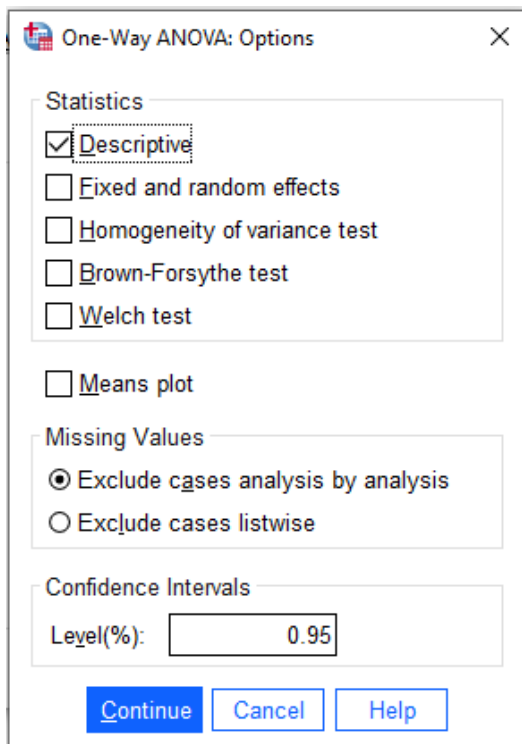 One-Way ANOVA: Options
Statistics
Descriptive
Fixed and random effects
Homogeneity of variance test
Brown-Forsythe test
Welch test
Means plot
Missing Values
Exclude cases analysis by analysis
Exclude cases listwise
Confidence Intervals
Level(%): 0.95
Continue Cancel Help